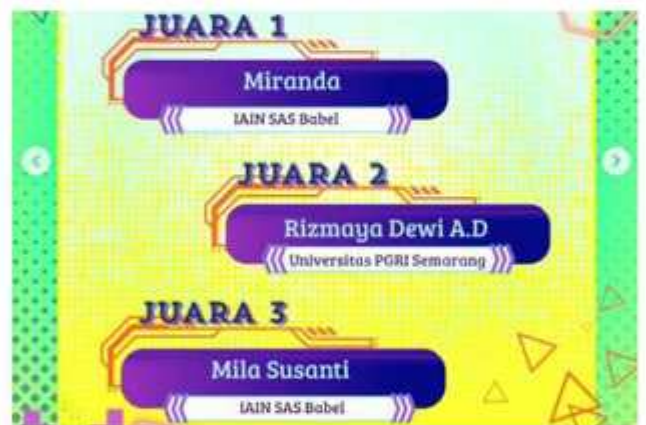 JUARA 1
Miranda
IAIN SAS Babel
JUARA 2
Rizmaya Dewi A.D
Universitas PGRI Semarang
JUARA 3
Mila Susanti
IAIN SAS Babel